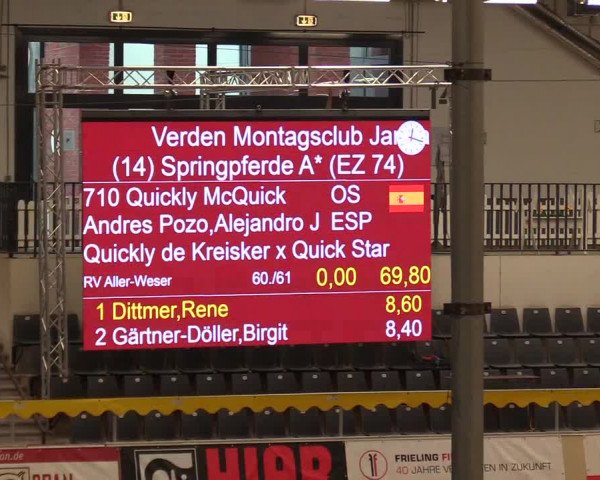 Verden Montagsclub Jan
(14) Springpferde A* (EZ 74)
710 Quickly McQuick OS
Andres Pozo,Alejandro J ESP
Quickly de Kreisker x Quick Star
RV Aller-Weser 60./61 0,00 69,80
1 Dittmer,Rene 8,60
2 Gärtner-Döller,Birgit 8,40
HIPP
FRIELING
40 JAHRE VERTRAUEN IN ZUKUNFT